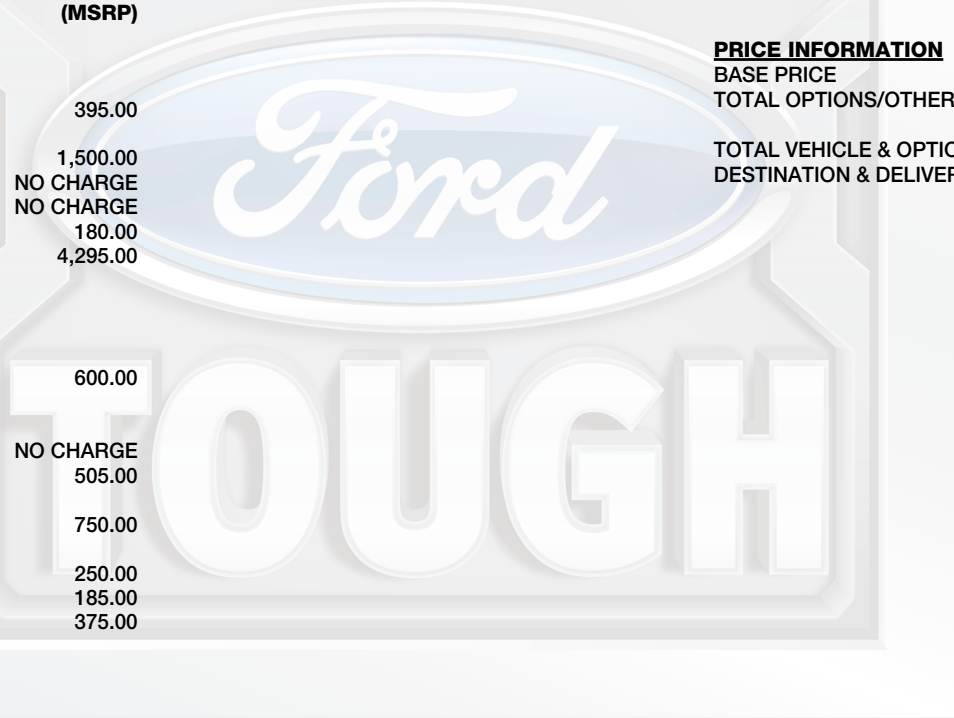 (MSRP)
395.00
1,500.00
NO CHARGE
NO CHARGE
180.00
4,295.00
600.00
NO CHARGE
505.00
750.00
250.00
185.00
375.00
PRICE INFORMATION
BASE PRICE
TOTAL OPTIONS/OTHER
TOTAL VEHICLE & OPTIO
DESTINATION & DELIVER
Ford
TOUGH